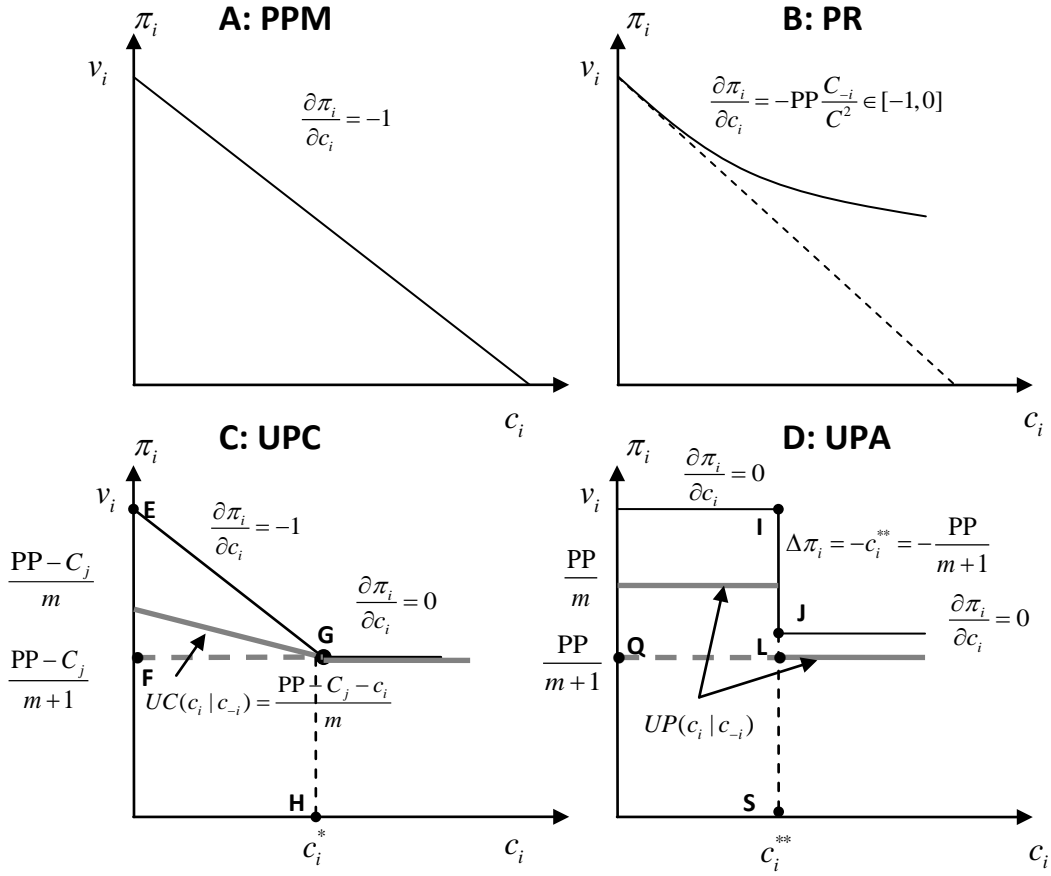 A: PPM
π_i
v_i
∂π_i/∂c_i = −1
c_i
B: PR
π_i
v_i
∂π_i/∂c_i = −PP C_{−i}/C² ∈ [−1,0]
c_i
C: UPC
π_i
v_i
E
∂π_i/∂c_i = −1
(PP − C_j)/m
∂π_i/∂c_i = 0
G
(PP − C_j)/(m+1)
F
UC(c_i | c_{−i}) = (PP − C_j − c_i)/m
H
c_i^*
c_i
D: UPA
π_i
∂π_i/∂c_i = 0
v_i
I
Δπ_i = −c_i^{**} = −PP/(m+1)
PP/m
J
∂π_i/∂c_i = 0
PP/(m+1)
Q
L
UP(c_i | c_{−i})
S
c_i^{**}
c_i